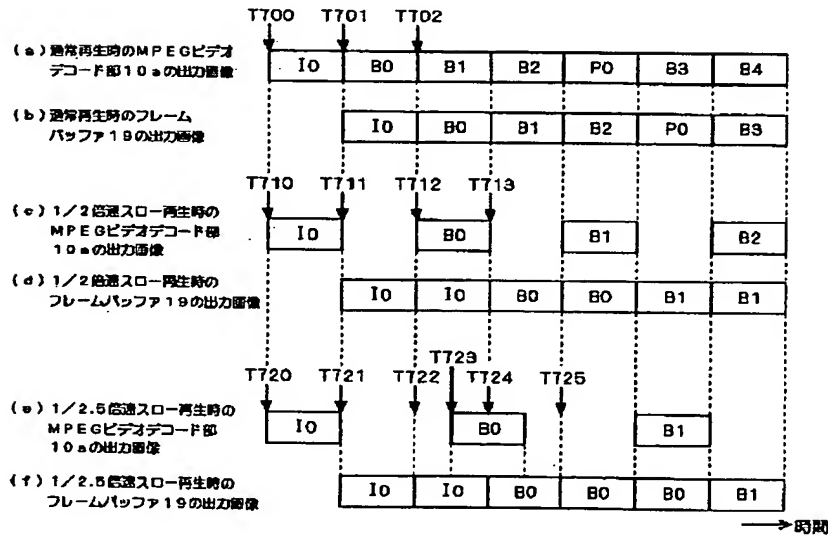 T700 T701 T702
(a)通常再生時のMPEGビデオ
デコード部10aの出力画像
I0 B0 B1 B2 P0 B3 B4
(b)通常再生時のフレーム
バッファ19の出力画像
I0 B0 B1 B2 P0 B3
T710 T711 T712 T713
(c)1/2倍速スロー再生時の
MPEGビデオデコード部
10aの出力画像
I0 B0 B1 B2
(d)1/2倍速スロー再生時の
フレームバッファ19の出力画像
I0 I0 B0 B0 B1 B1
T723
T720 T721 T722 T724 T725
(e)1/2.5倍速スロー再生時の
MPEGビデオデコード部
10aの出力画像
I0 B0 B1
(f)1/2.5倍速スロー再生時の
フレームバッファ19の出力画像
I0 I0 B0 B0 B0 B1
時間